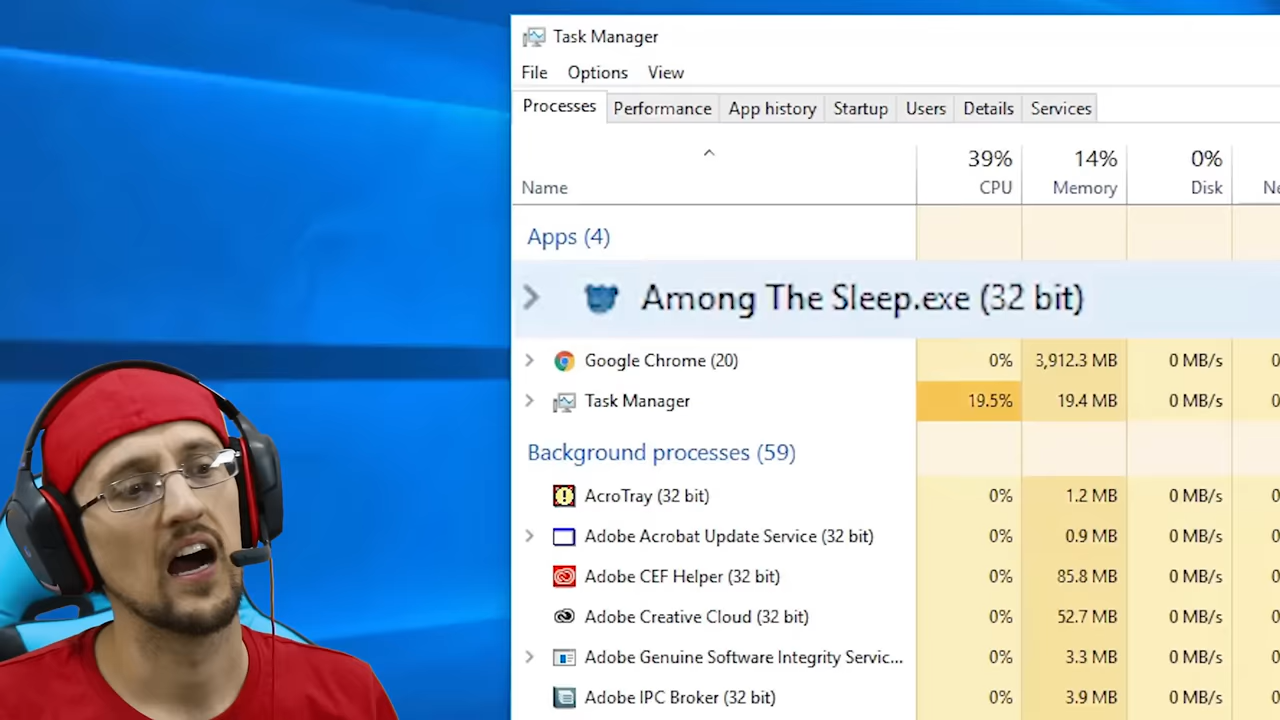 Task Manager
File Options View
Processes Performance App history Startup Users Details Services
39% 14% 0%
Name CPU Memory Disk
Apps (4)
Among The Sleep.exe (32 bit)
Google Chrome (20) 0% 3,912.3 MB 0 MB/s
Task Manager 19.5% 19.4 MB 0 MB/s
Background processes (59)
AcroTray (32 bit) 0% 1.2 MB 0 MB/s
Adobe Acrobat Update Service (32 bit) 0% 0.9 MB 0 MB/s
Adobe CEF Helper (32 bit) 0% 85.8 MB 0 MB/s
Adobe Creative Cloud (32 bit) 0% 52.7 MB 0 MB/s
Adobe Genuine Software Integrity Servic... 0% 3.3 MB 0 MB/s
Adobe IPC Broker (32 bit) 0% 3.9 MB 0 MB/s